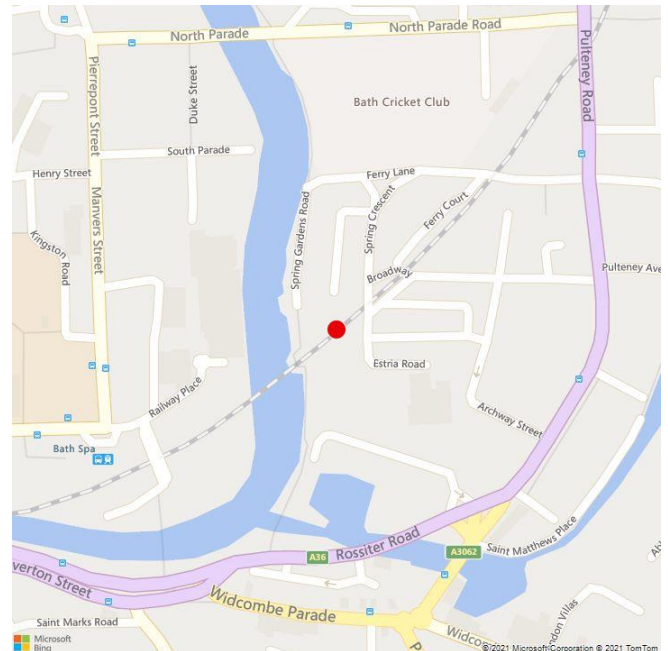 North Parade
North Parade Road
Pulteney Road
Pierrepont Street
Duke Street
Bath Cricket Club
South Parade
Henry Street
Ferry Lane
Manvers Street
Kingston Road
Spring Gardens Road
Spring Crescent
Ferry Court
Broadway
Pulteney Ave
Estria Road
Railway Place
Archway Street
Bath Spa
Rossiter Road
A36
A3062
Saint Matthews Place
verton Street
Widcombe Parade
Saint Marks Road
Widcom
ndon Villas
Microsoft
Bing
© 2021 Microsoft Corporation © 2021 TomTom